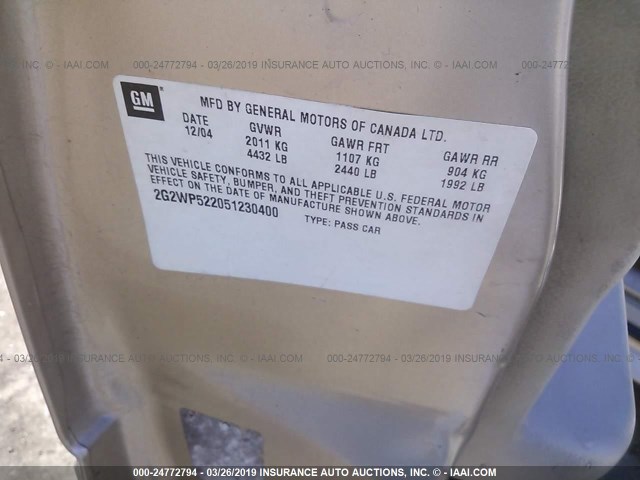 000-24772794 - 03/26/2019 INSURANCE AUTO AUCTIONS, INC. - © IAAI.COM
GM
MFD BY GENERAL MOTORS OF CANADA LTD.
DATE GVWR GAWR FRT GAWR RR
12/04 2011 KG 1107 KG 904 KG
4432 LB 2440 LB 1992 LB
THIS VEHICLE CONFORMS TO ALL APPLICABLE U.S. FEDERAL MOTOR
VEHICLE SAFETY, BUMPER, AND THEFT PREVENTION STANDARDS IN
EFFECT ON THE DATE OF MANUFACTURE SHOWN ABOVE.
2G2WP522051230400 TYPE: PASS CAR
03/26/2019 INSURANCE AUTO AUCTIONS, INC. - © IAAI.COM 000-24772794 - 03/26/2019 INSURANCE
000-24772794 - 03/26/2019 INSURANCE AUTO AUCTIONS, INC. - © IAAI.COM